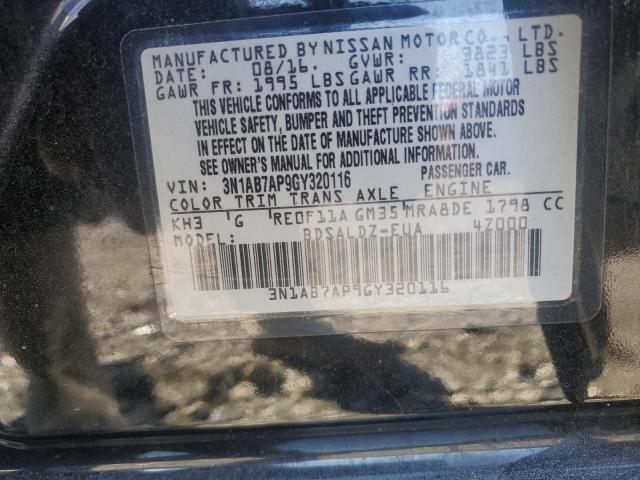 MANUFACTURED BY NISSAN MOTOR CO., LTD.
DATE: 08/16. GVWR: 3823 LBS
GAWR FR: 1995 LBS GAWR RR: 1841 LBS
THIS VEHICLE CONFORMS TO ALL APPLICABLE FEDERAL MOTOR
VEHICLE SAFETY, BUMPER AND THEFT PREVENTION STANDARDS
IN EFFECT ON THE DATE OF MANUFACTURE SHOWN ABOVE.
SEE OWNER'S MANUAL FOR ADDITIONAL INFORMATION.
VIN: 3N1AB7AP9GY320116 PASSENGER CAR.
COLOR TRIM TRANS AXLE ENGINE
KH3 G RE0F11A GM35 MRA8DE 1798 CC
MODEL: BDSALDZ-EUA 4Z000
3N1AB7AP9GY320116